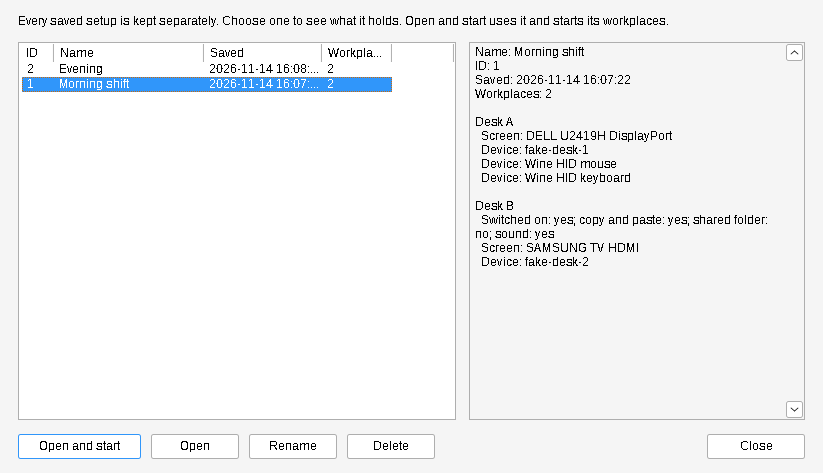 Every saved setup is kept separately. Choose one to see what it holds. Open and start uses it and starts its workplaces.
ID Name Saved Workpla...
2 Evening 2026-11-14 16:08:... 2
1 Morning shift 2026-11-14 16:07:... 2
Name: Morning shift
ID: 1
Saved: 2026-11-14 16:07:22
Workplaces: 2
Desk A
Screen: DELL U2419H DisplayPort
Device: fake-desk-1
Device: Wine HID mouse
Device: Wine HID keyboard
Desk B
Switched on: yes; copy and paste: yes; shared folder:
no; sound: yes
Screen: SAMSUNG TV HDMI
Device: fake-desk-2
Open and start Open Rename Delete Close